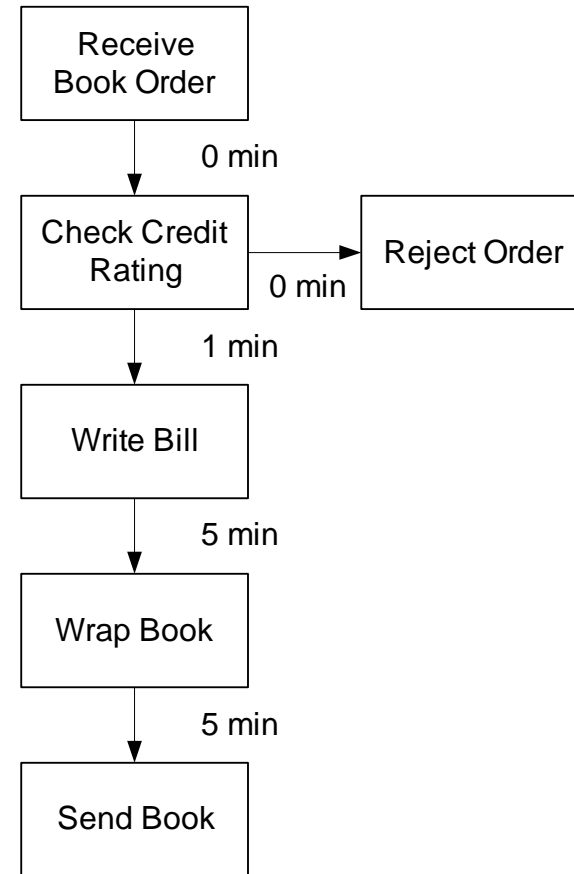 Receive
Book Order
0 min
Check Credit
Rating
0 min
Reject Order
1 min
Write Bill
5 min
Wrap Book
5 min
Send Book